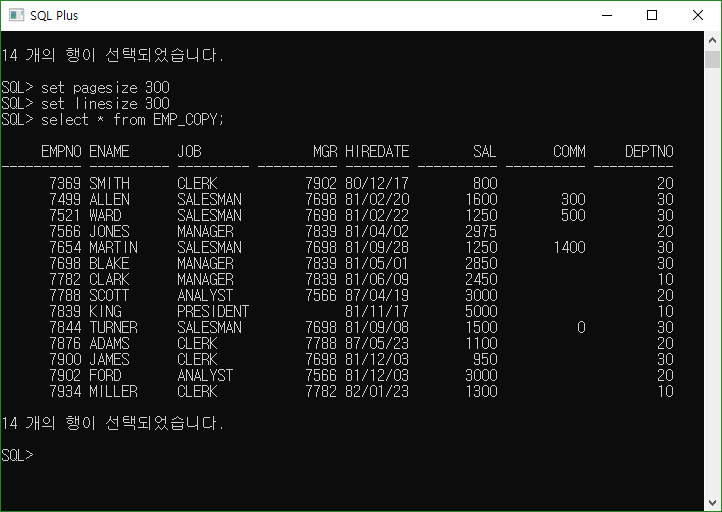 SQL Plus
14 개의 행이 선택되었습니다.
SQL> set pagesize 300
SQL> set linesize 300
SQL> select * from EMP_COPY;
     EMPNO ENAME      JOB              MGR HIREDATE        SAL       COMM     DEPTNO
---------- ---------- --------- ---------- -------- ---------- ---------- ----------
      7369 SMITH      CLERK           7902 80/12/17        800                    20
      7499 ALLEN      SALESMAN        7698 81/02/20       1600        300         30
      7521 WARD       SALESMAN        7698 81/02/22       1250        500         30
      7566 JONES      MANAGER         7839 81/04/02       2975                    20
      7654 MARTIN     SALESMAN        7698 81/09/28       1250       1400         30
      7698 BLAKE      MANAGER         7839 81/05/01       2850                    30
      7782 CLARK      MANAGER         7839 81/06/09       2450                    10
      7788 SCOTT      ANALYST         7566 87/04/19       3000                    20
      7839 KING       PRESIDENT            81/11/17       5000                    10
      7844 TURNER     SALESMAN        7698 81/09/08       1500          0         30
      7876 ADAMS      CLERK           7788 87/05/23       1100                    20
      7900 JAMES      CLERK           7698 81/12/03        950                    30
      7902 FORD       ANALYST         7566 81/12/03       3000                    20
      7934 MILLER     CLERK           7782 82/01/23       1300                    10
14 개의 행이 선택되었습니다.
SQL>